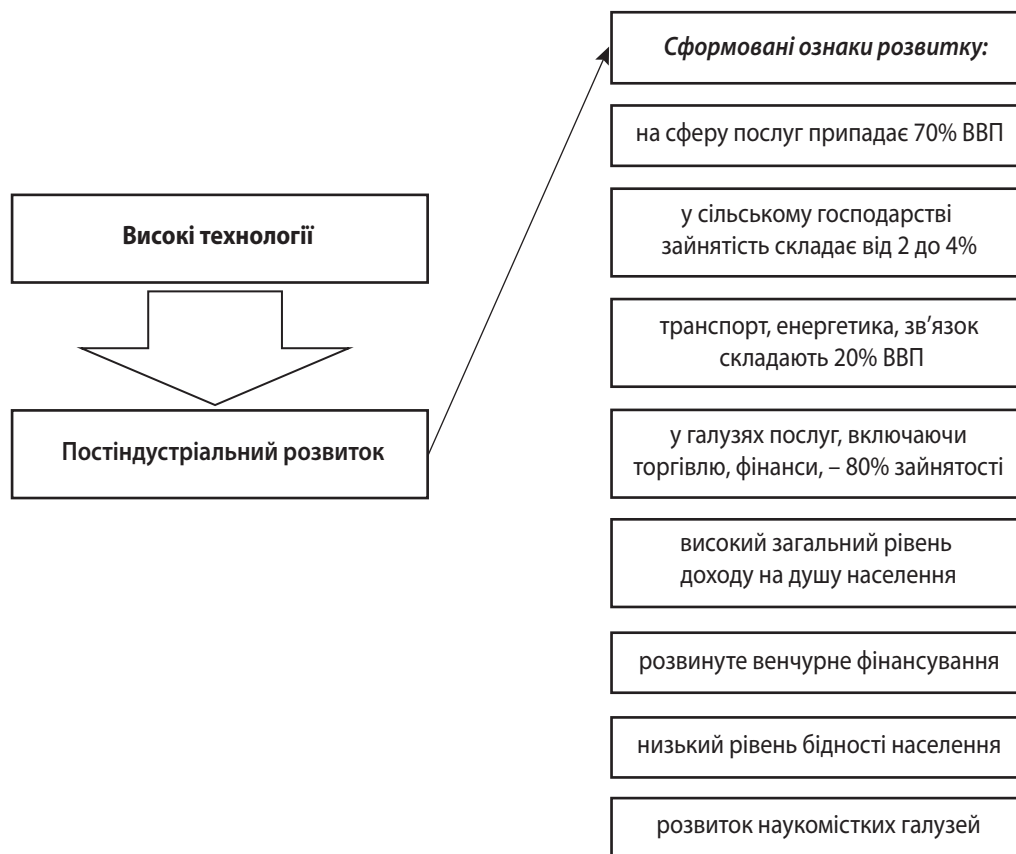 Високі технології
Постіндустріальний розвиток
Сформовані ознаки розвитку:
на сферу послуг припадає 70% ВВП
у сільському господарстві
зайнятість складає від 2 до 4%
транспорт, енергетика, зв’язок
складають 20% ВВП
у галузях послуг, включаючи
торгівлю, фінанси, – 80% зайнятості
високий загальний рівень
доходу на душу населення
розвинуте венчурне фінансування
низький рівень бідності населення
розвиток наукомістких галузей